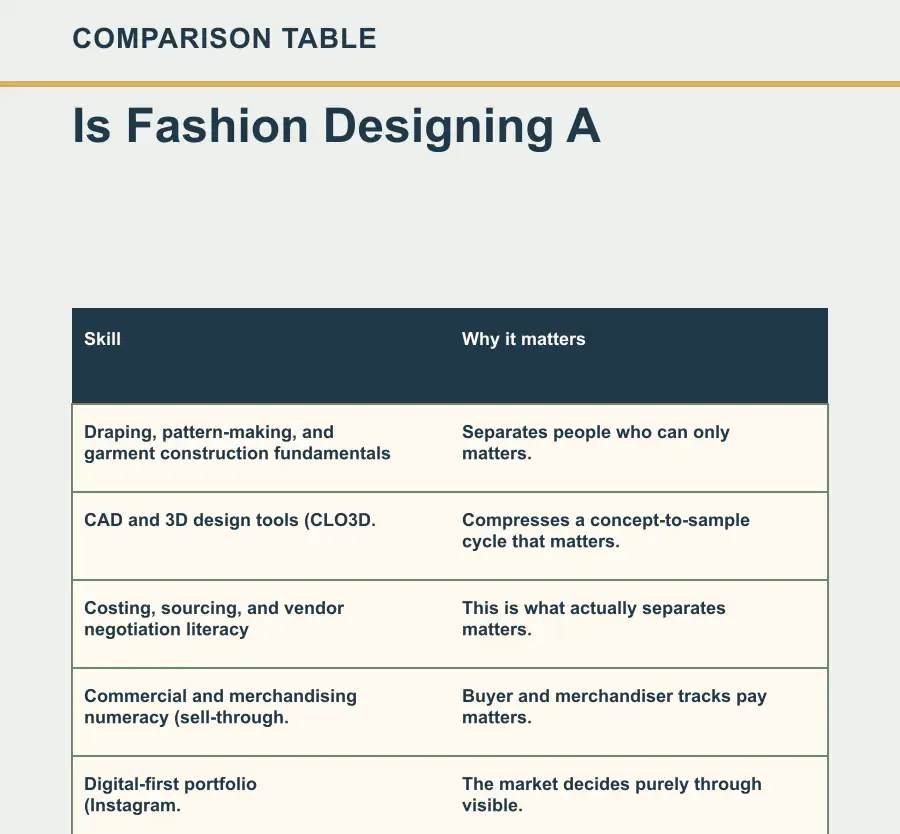 COMPARISON TABLE
Is Fashion Designing A
Skill
Why it matters
Draping, pattern-making, and
garment construction fundamentals
Separates people who can only
matters.
CAD and 3D design tools (CLO3D.
Compresses a concept-to-sample
cycle that matters.
Costing, sourcing, and vendor
negotiation literacy
This is what actually separates
matters.
Commercial and merchandising
numeracy (sell-through.
Buyer and merchandiser tracks pay
matters.
Digital-first portfolio
(Instagram.
The market decides purely through
visible.